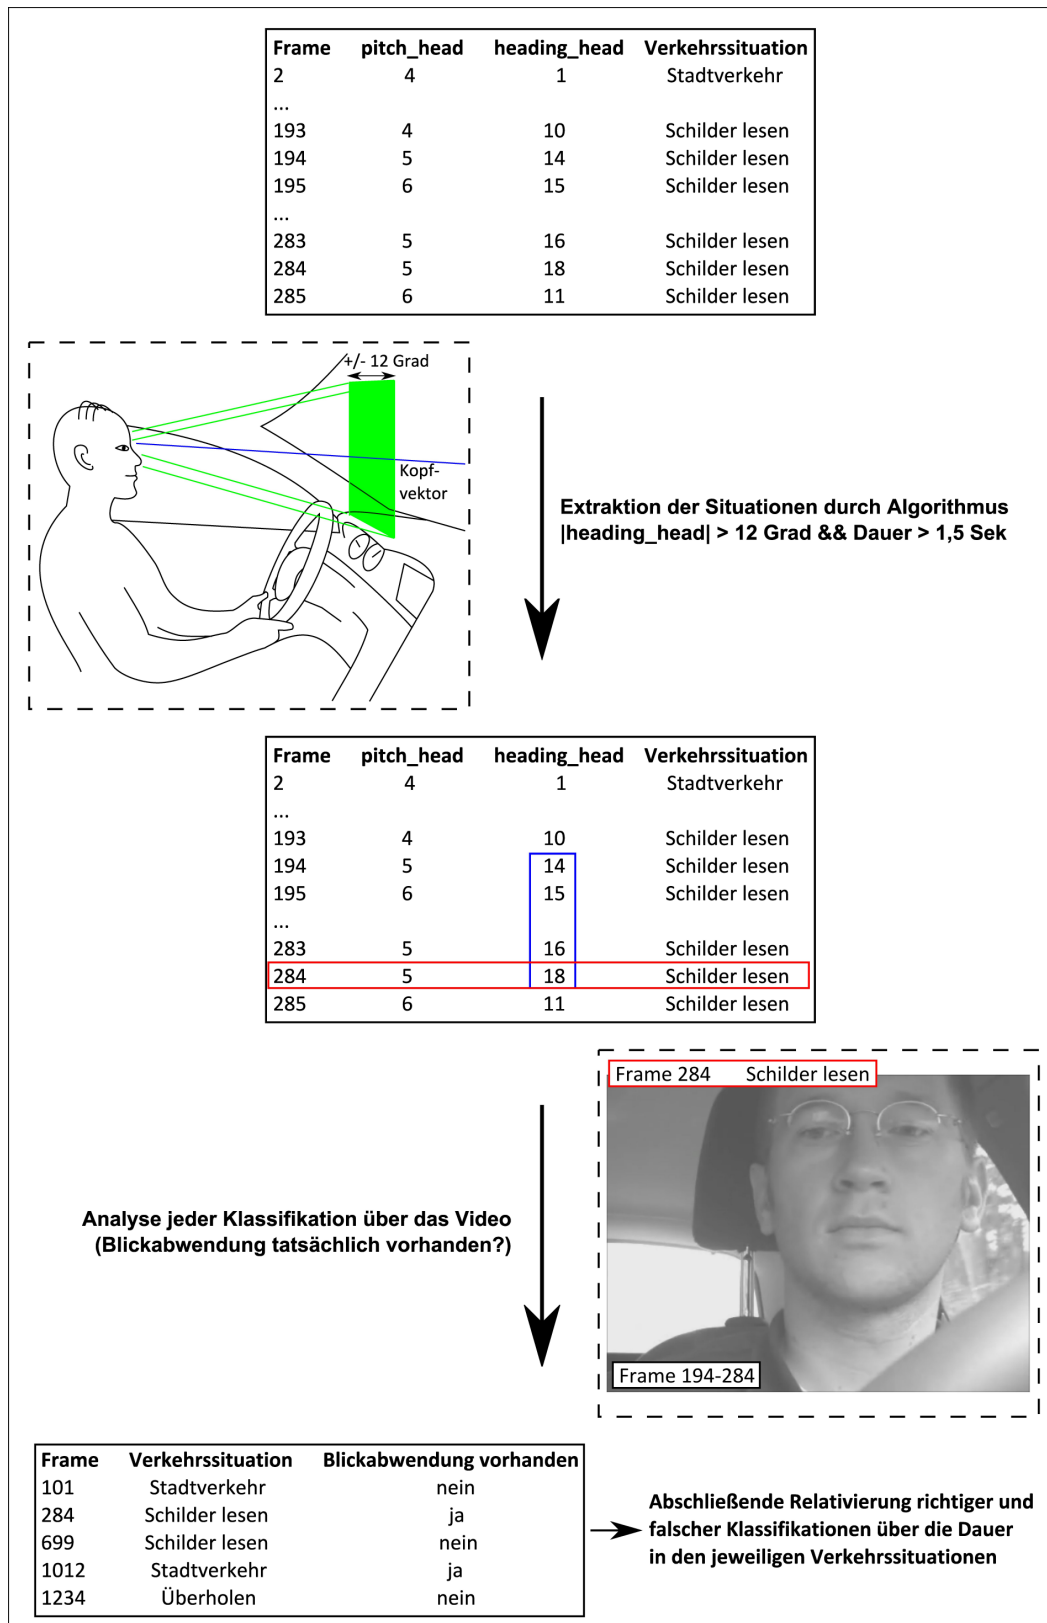 Frame pitch_head heading_head Verkehrssituation
2 4 1 Stadtverkehr
...
193 4 10 Schilder lesen
194 5 14 Schilder lesen
195 6 15 Schilder lesen
...
283 5 16 Schilder lesen
284 5 18 Schilder lesen
285 6 11 Schilder lesen
+/- 12 Grad
Kopf-
vektor
Extraktion der Situationen durch Algorithmus
|heading_head| > 12 Grad && Dauer > 1,5 Sek
Frame pitch_head heading_head Verkehrssituation
2 4 1 Stadtverkehr
...
193 4 10 Schilder lesen
194 5 14 Schilder lesen
195 6 15 Schilder lesen
...
283 5 16 Schilder lesen
284 5 18 Schilder lesen
285 6 11 Schilder lesen
Frame 284 Schilder lesen
Analyse jeder Klassifikation über das Video
(Blickabwendung tatsächlich vorhanden?)
Frame 194-284
Frame Verkehrssituation Blickabwendung vorhanden
101 Stadtverkehr nein
284 Schilder lesen ja
699 Schilder lesen nein
1012 Stadtverkehr ja
1234 Überholen nein
Abschließende Relativierung richtiger und
falscher Klassifikationen über die Dauer
in den jeweiligen Verkehrssituationen